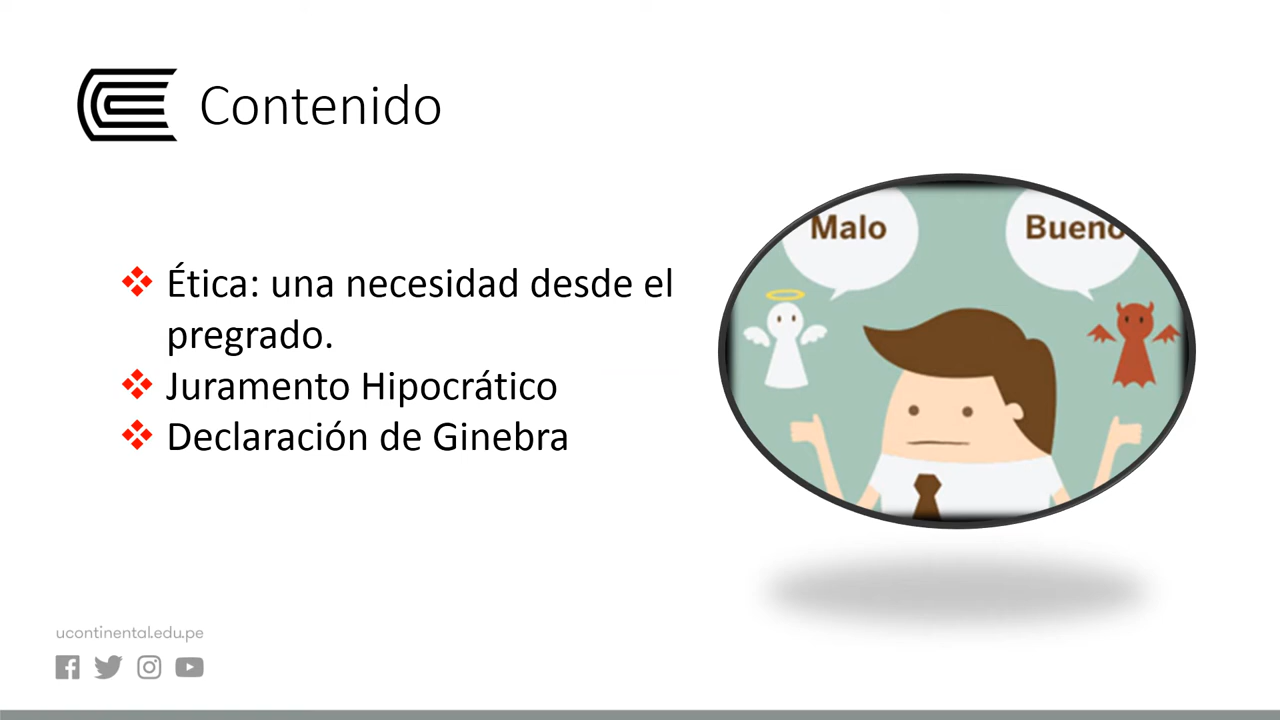 Contenido
Malo
Bueno
Ética: una necesidad desde el
pregrado.
Juramento Hipocrático
Declaración de Ginebra
ucontinental.edu.pe